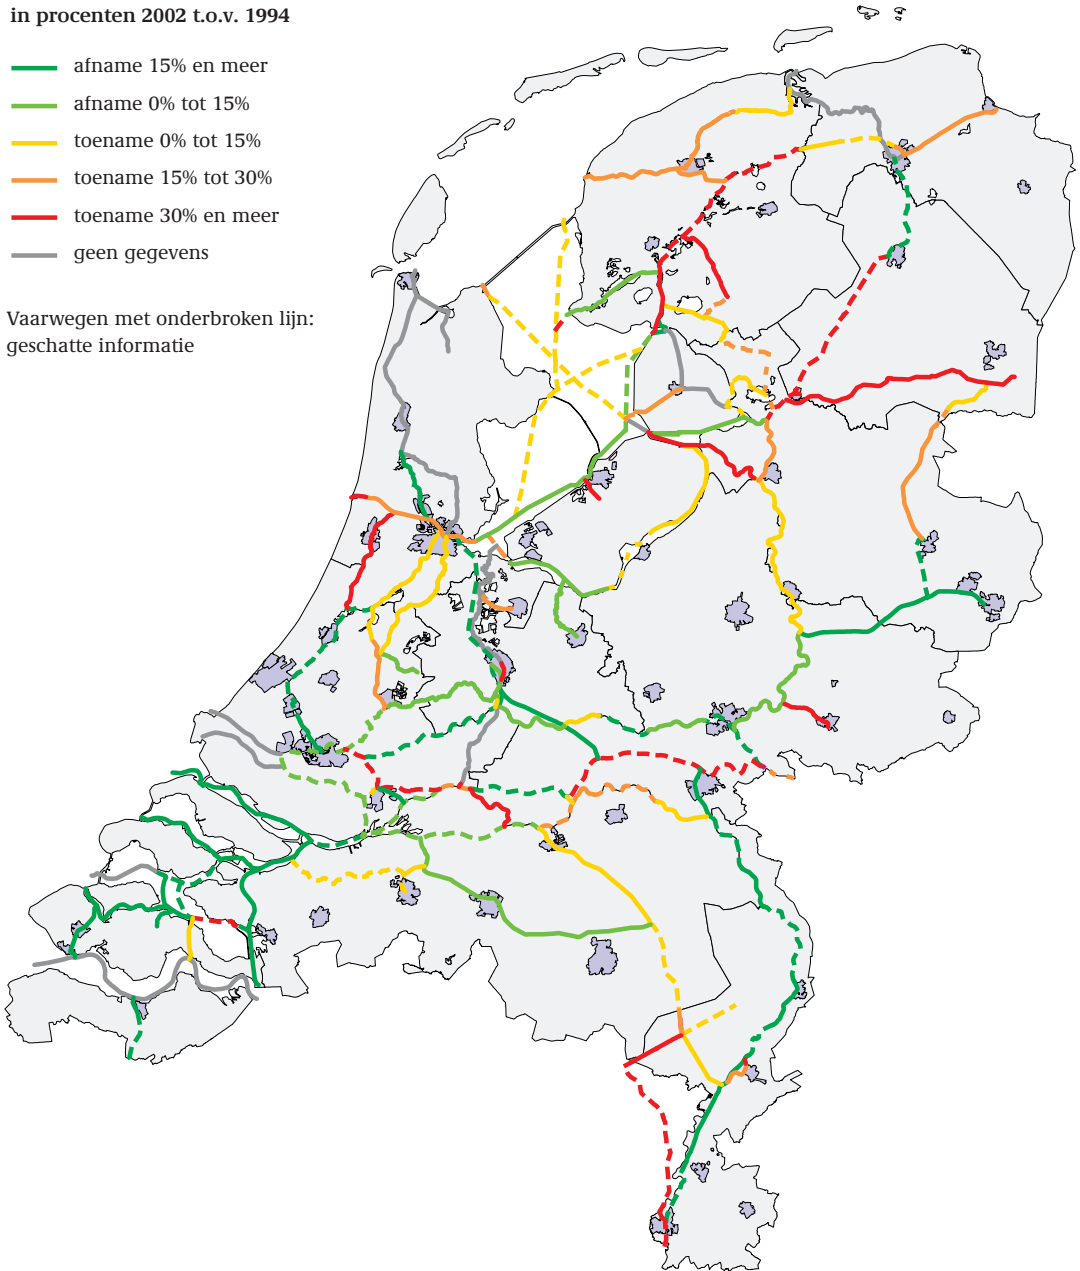 in procenten 2002 t.o.v. 1994
afname 15% en meer
afname 0% tot 15%
toename 0% tot 15%
toename 15% tot 30%
toename 30% en meer
geen gegevens
Vaarwegen met onderbroken lijn:
geschatte informatie